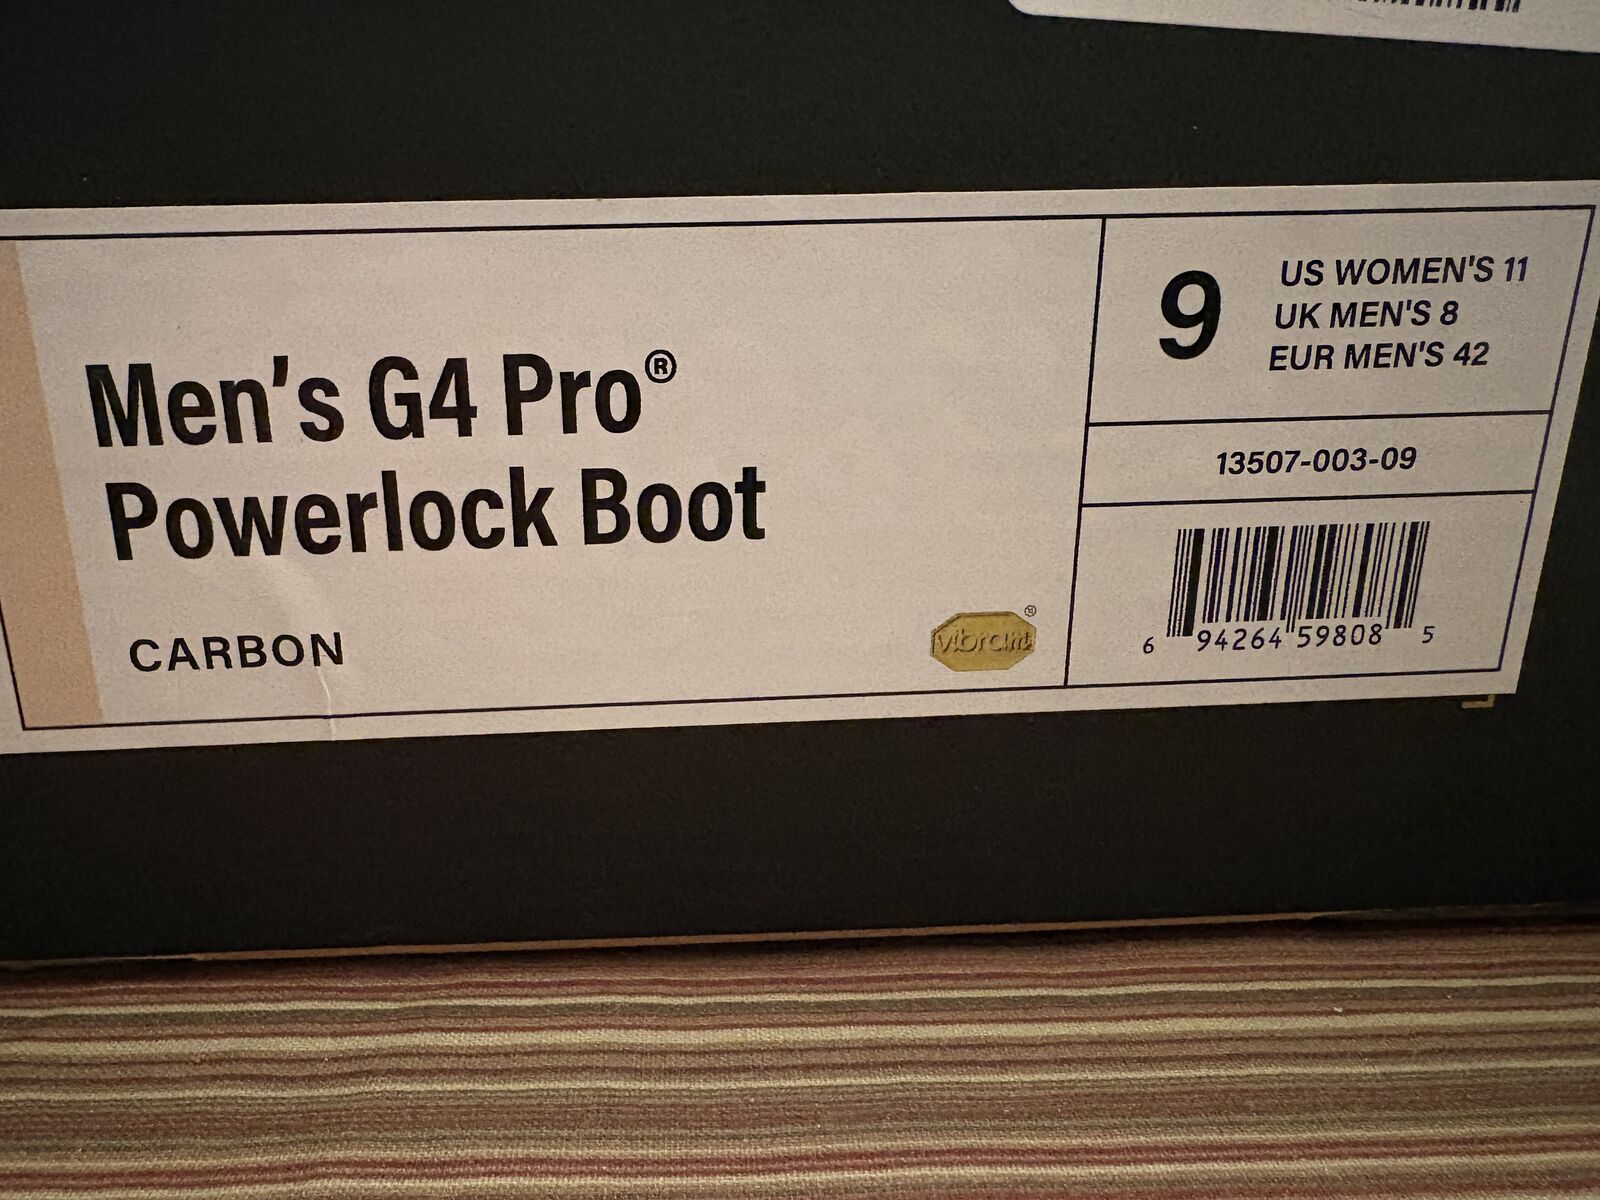 Men's G4 Pro®
Powerlock Boot
CARBON
vibram®
9
US WOMEN'S 11
UK MEN'S 8
EUR MEN'S 42
13507-003-09
6 94264 59808 5